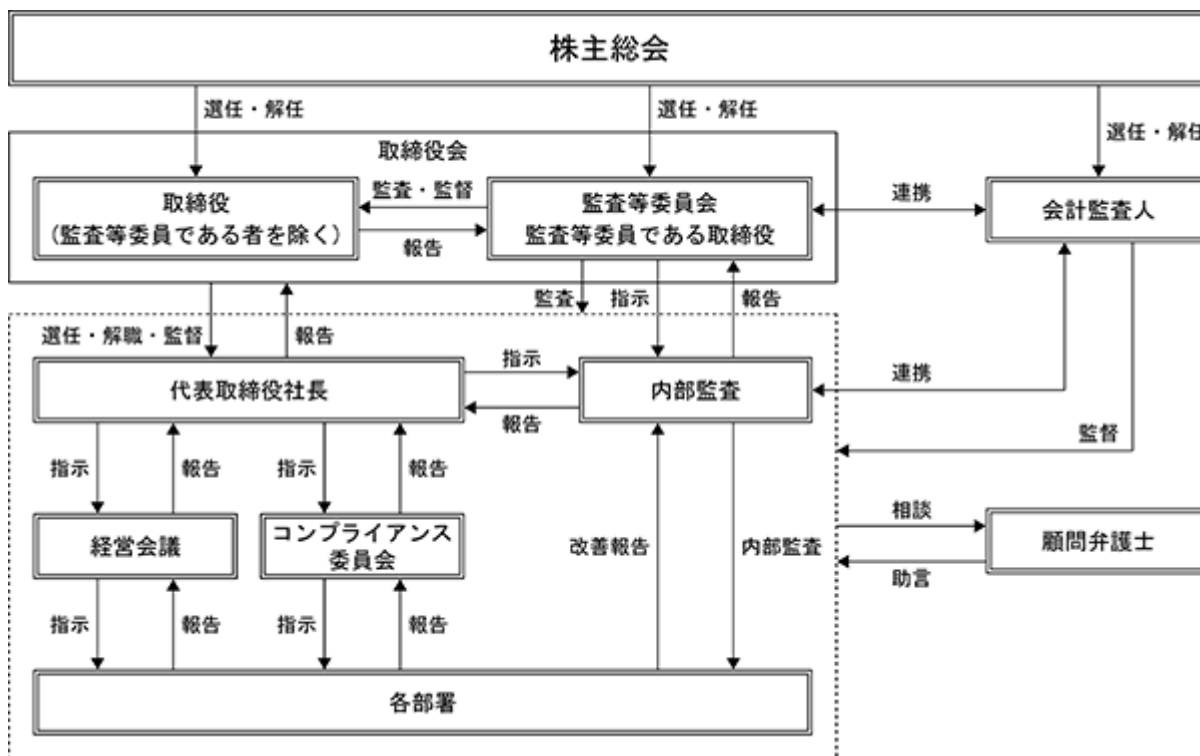 株主総会
選任・解任
選任・解任
選任・解任
取締役会
取締役
（監査等委員である者を除く）
監査・監督
報告
監査等委員会
監査等委員である取締役
連携
会計監査人
監査
指示
報告
選任・解職・監督
報告
代表取締役社長
指示
報告
内部監査
連携
監督
指示
報告
指示
報告
経営会議
コンプライアンス
委員会
改善報告
内部監査
相談
助言
顧問弁護士
指示
報告
指示
報告
各部署